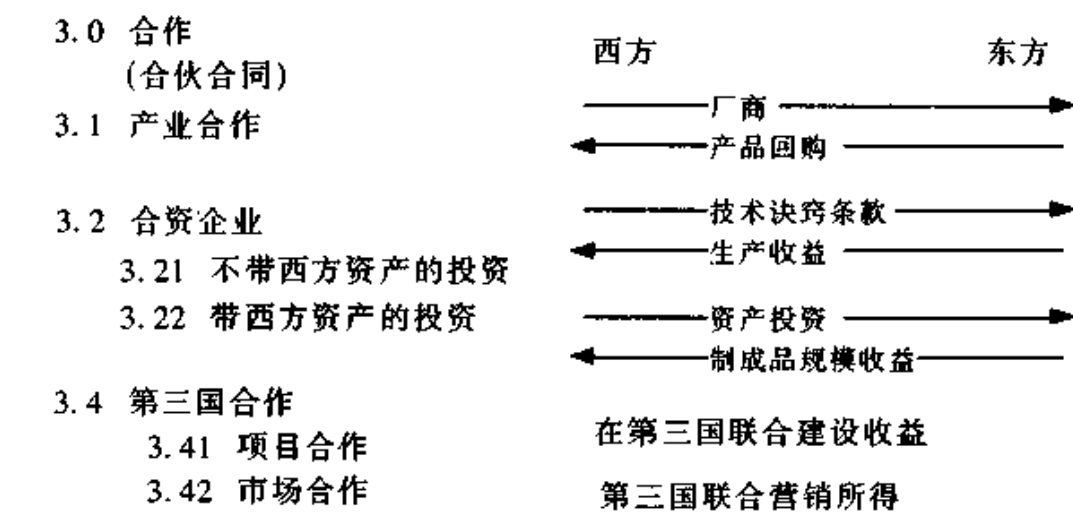 3.0 合作
(合伙合同)
3.1 产业合作
3.2 合资企业
3.21 不带西方资产的投资
3.22 带西方资产的投资
3.4 第三国合作
3.41 项目合作
3.42 市场合作
西方 东方
厂商
产品回购
技术诀窍条款
生产收益
资产投资
制成品规模收益
在第三国联合建设收益
第三国联合营销所得